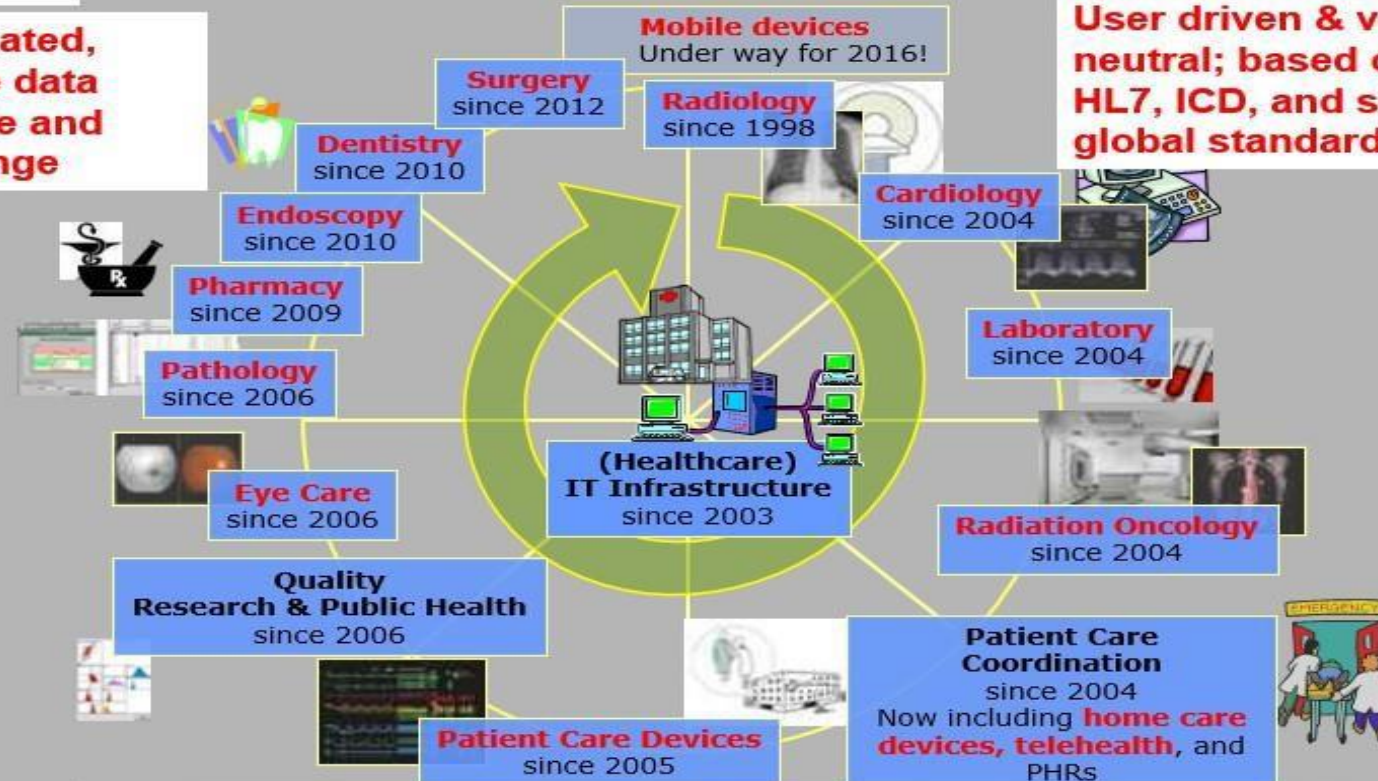 Mobile devices
Under way for 2016!
Surgery
since 2012
Radiology
since 1998
Dentistry
since 2010
Cardiology
since 2004
Endoscopy
since 2010
Laboratory
since 2004
Pharmacy
since 2009
Rx
Pathology
since 2006
Eye Care
since 2006
(Healthcare)
IT Infrastructure
since 2003
Radiation Oncology
since 2004
Quality
Research & Public Health
since 2006
Patient Care
Coordination
since 2004
Now including home care
devices, telehealth, and
PHRs
Patient Care Devices
since 2005
EMERGENCY
ated,
data
e and
nge
User driven & v
neutral; based
HL7, ICD, and s
global standard